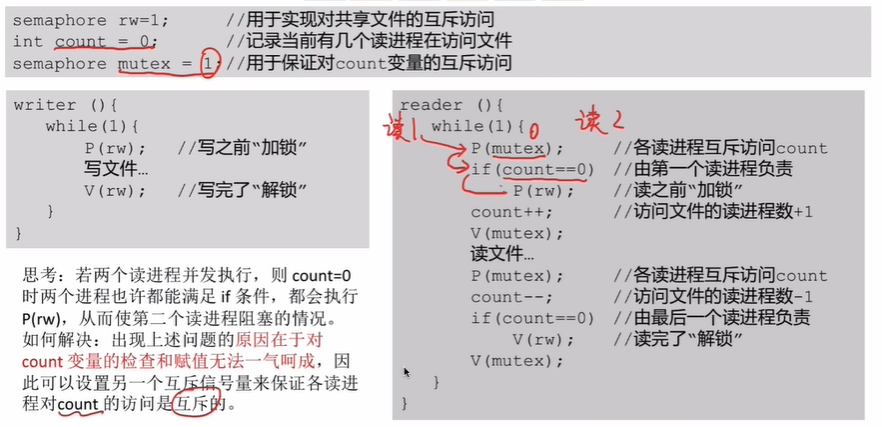 semaphore rw=1; //用于实现对共享文件的互斥访问
int count = 0; //记录当前有几个读进程在访问文件
semaphore mutex = 1; //用于保证对count变量的互斥访问
writer (){
while(1){
P(rw); //写之前“加锁”
写文件…
V(rw); //写完了“解锁”
}
}
思考：若两个读进程并发执行，则 count=0
时两个进程也许都能满足 if 条件，都会执行
P(rw)，从而使第二个读进程阻塞的情况。
如何解决：出现上述问题的原因在于对
count 变量的检查和赋值无法一气呵成，因
此可以设置另一个互斥信号量来保证各读进
程对count 的访问是互斥的。
reader (){
读1 while(1){ 0 读2
P(mutex); //各读进程互斥访问count
if(count==0) //由第一个读进程负责
P(rw); //读之前“加锁”
count++; //访问文件的读进程数+1
V(mutex);
读文件…
P(mutex); //各读进程互斥访问count
count--; //访问文件的读进程数-1
if(count==0) //由最后一个读进程负责
V(rw); //读完了“解锁”
V(mutex);
}
}